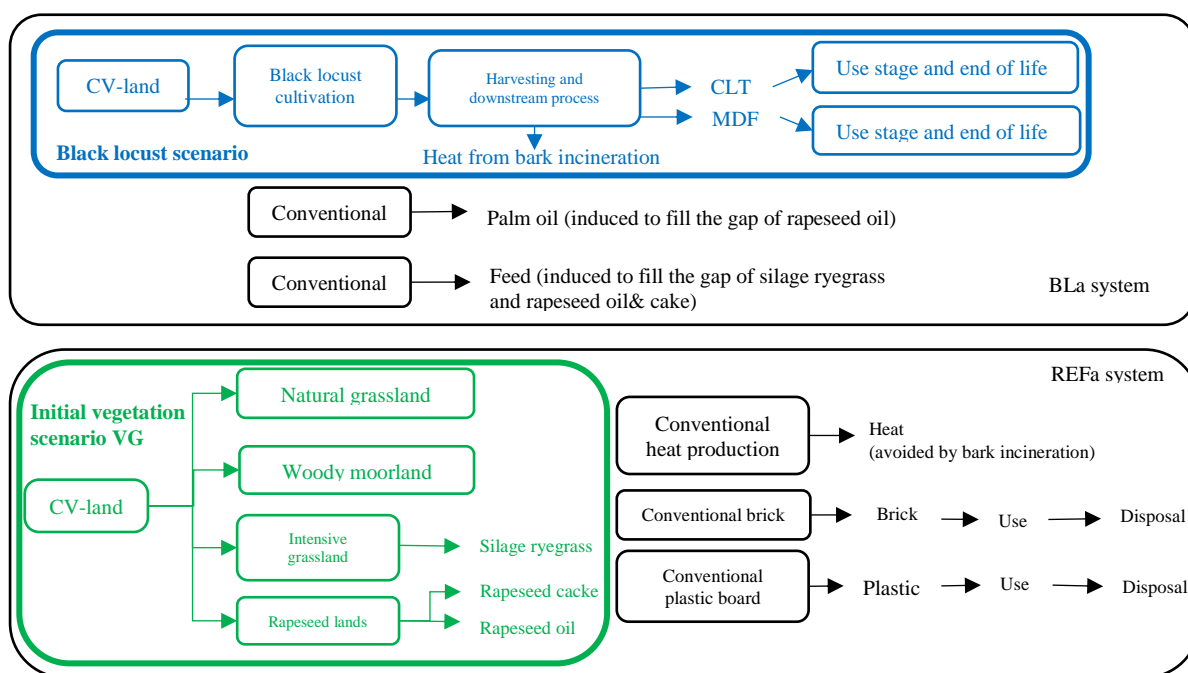 CV-land
Black locust
cultivation
Harvesting and
downstream process
CLT
MDF
Use stage and end of life
Use stage and end of life
Black locust scenario
Heat from bark incineration
Conventional
Palm oil (induced to fill the gap of rapeseed oil)
Conventional
Feed (induced to fill the gap of silage ryegrass
and rapeseed oil& cake)
BLa system
REFa system
Initial vegetation
scenario VG
CV-land
Natural grassland
Woody moorland
Intensive
grassland
Silage ryegrass
Rapeseed lands
Rapeseed cacke
Rapeseed oil
Conventional
heat production
Heat
(avoided by bark incineration)
Conventional brick
Brick
Use
Disposal
Conventional
plastic board
Plastic
Use
Disposal